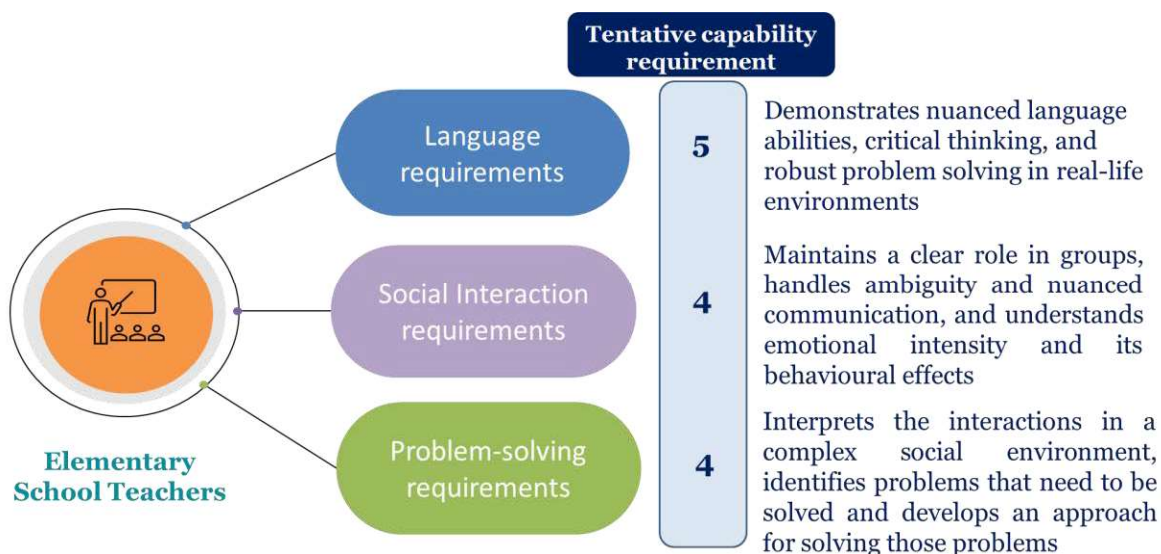 Tentative capability
requirement
Language
requirements
5
Demonstrates nuanced language
abilities, critical thinking, and
robust problem solving in real-life
environments
Social Interaction
requirements
4
Maintains a clear role in groups,
handles ambiguity and nuanced
communication, and understands
emotional intensity and its
behavioural effects
Problem-solving
requirements
4
Interprets the interactions in a
complex social environment,
identifies problems that need to be
solved and develops an approach
for solving those problems
Elementary
School Teachers